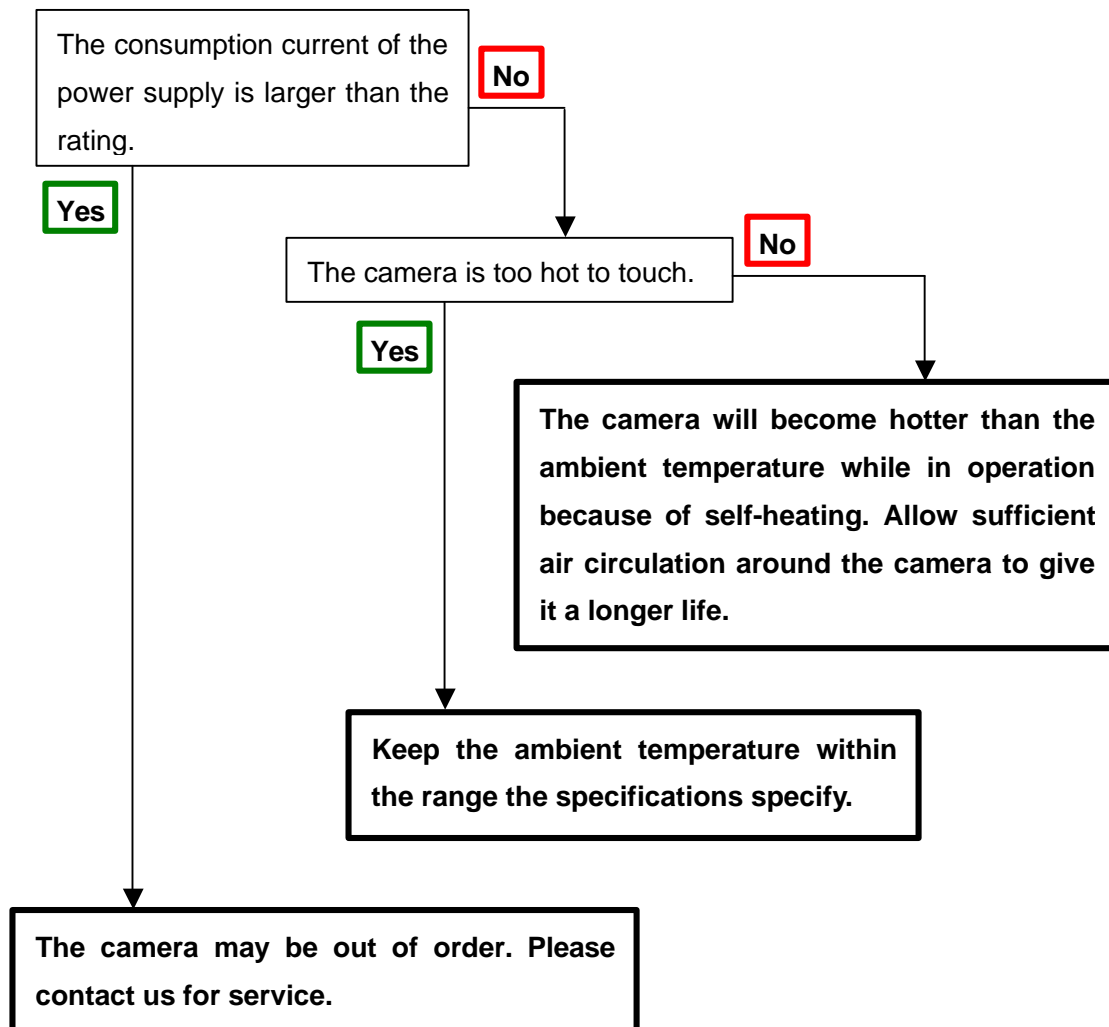 The consumption current of the
power supply is larger than the
rating.
No
Yes
The camera is too hot to touch.
No
Yes
The camera will become hotter than the
ambient temperature while in operation
because of self-heating. Allow sufficient
air circulation around the camera to give
it a longer life.
Keep the ambient temperature within
the range the specifications specify.
The camera may be out of order. Please
contact us for service.